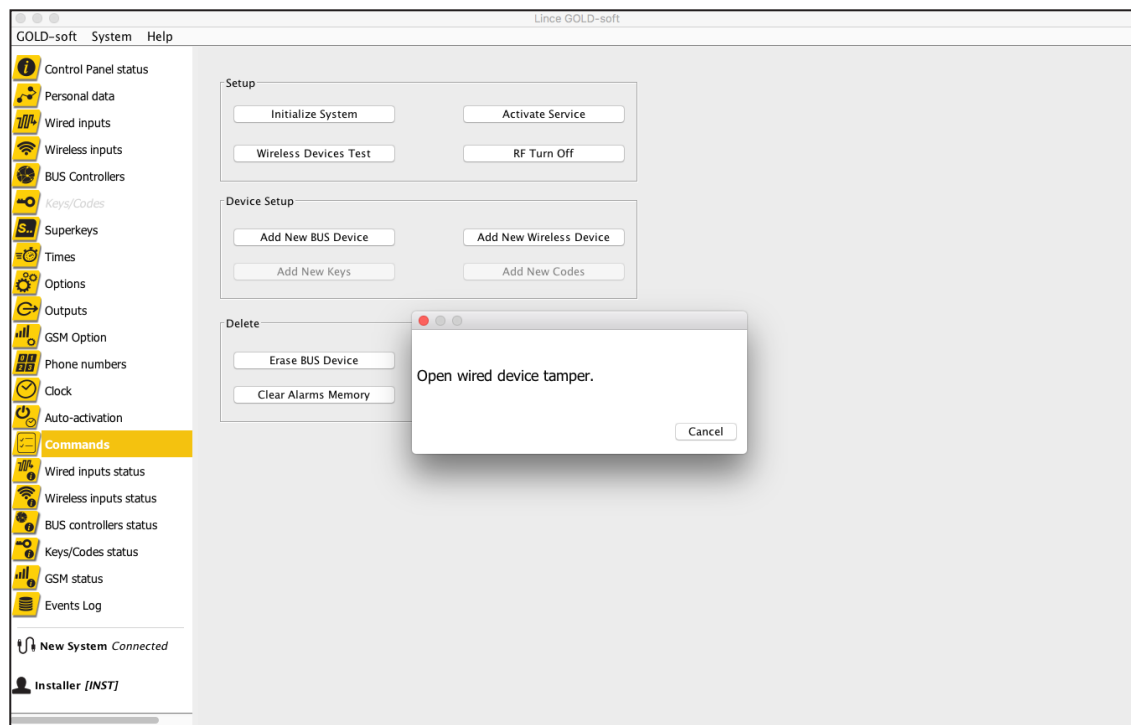 Lince GOLD-soft
GOLD-soft System Help
Control Panel status
Personal data
Wired inputs
Wireless inputs
BUS Controllers
Keys/Codes
Superkeys
Times
Options
Outputs
GSM Option
Phone numbers
Clock
Auto-activation
Commands
Wired inputs status
Wireless inputs status
BUS controllers status
Keys/Codes status
GSM status
Events Log
New System Connected
Installer [INST]
Setup
Initialize System Activate Service
Wireless Devices Test RF Turn Off
Device Setup
Add New BUS Device Add New Wireless Device
Add New Keys Add New Codes
Delete
Erase BUS Device
Clear Alarms Memory
Open wired device tamper.
Cancel